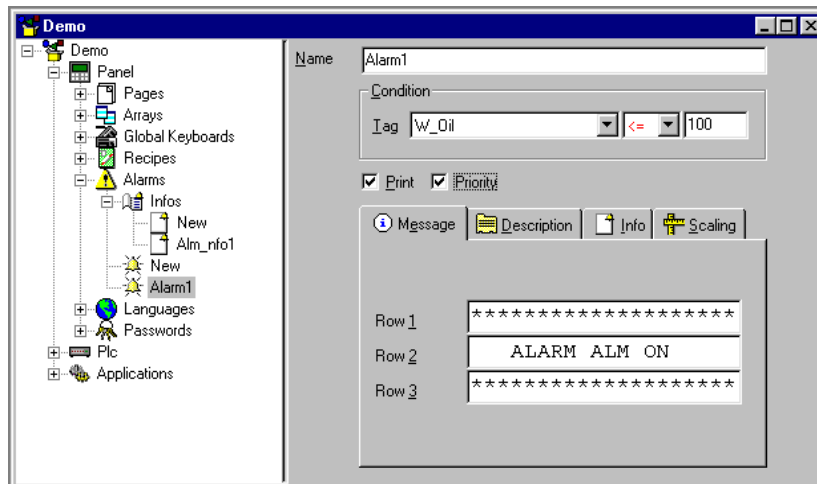 Demo
Demo
Panel
Pages
Arrays
Global Keyboards
Recipes
Alarms
Infos
New
Alm_nfo1
New
Alarm1
Languages
Passwords
Plc
Applications
Name Alarm1
Condition
Tag W_Oil <= 100
Print Priority
Message Description Info Scaling
Row 1 *********************
Row 2 ALARM ALM ON
Row 3 *********************